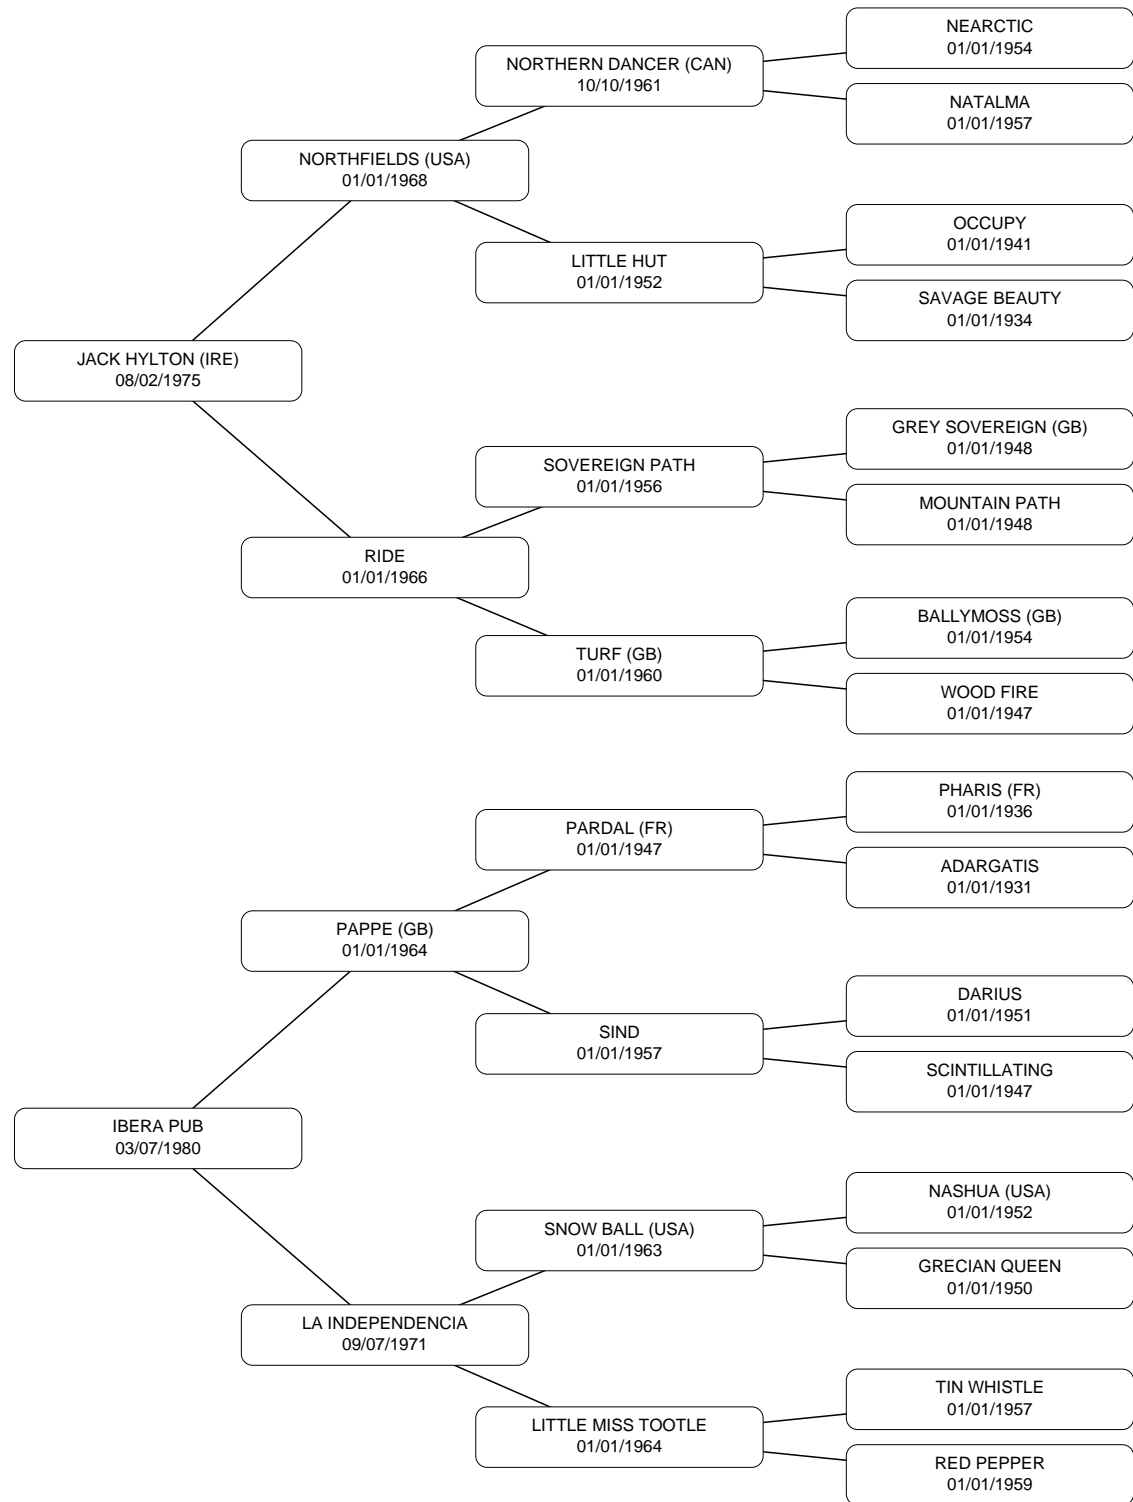 NEARCTIC
01/01/1954
NORTHERN DANCER (CAN)
10/10/1961
NATALMA
01/01/1957
NORTHFIELDS (USA)
01/01/1968
OCCUPY
01/01/1941
LITTLE HUT
01/01/1952
SAVAGE BEAUTY
01/01/1934
JACK HYLTON (IRE)
08/02/1975
GREY SOVEREIGN (GB)
01/01/1948
SOVEREIGN PATH
01/01/1956
MOUNTAIN PATH
01/01/1948
RIDE
01/01/1966
BALLYMOSS (GB)
01/01/1954
TURF (GB)
01/01/1960
WOOD FIRE
01/01/1947
PHARIS (FR)
01/01/1936
PARDAL (FR)
01/01/1947
ADARGATIS
01/01/1931
PAPPE (GB)
01/01/1964
DARIUS
01/01/1951
SIND
01/01/1957
SCINTILLATING
01/01/1947
IBERA PUB
03/07/1980
NASHUA (USA)
01/01/1952
SNOW BALL (USA)
01/01/1963
GRECIAN QUEEN
01/01/1950
LA INDEPENDENCIA
09/07/1971
TIN WHISTLE
01/01/1957
LITTLE MISS TOOTLE
01/01/1964
RED PEPPER
01/01/1959